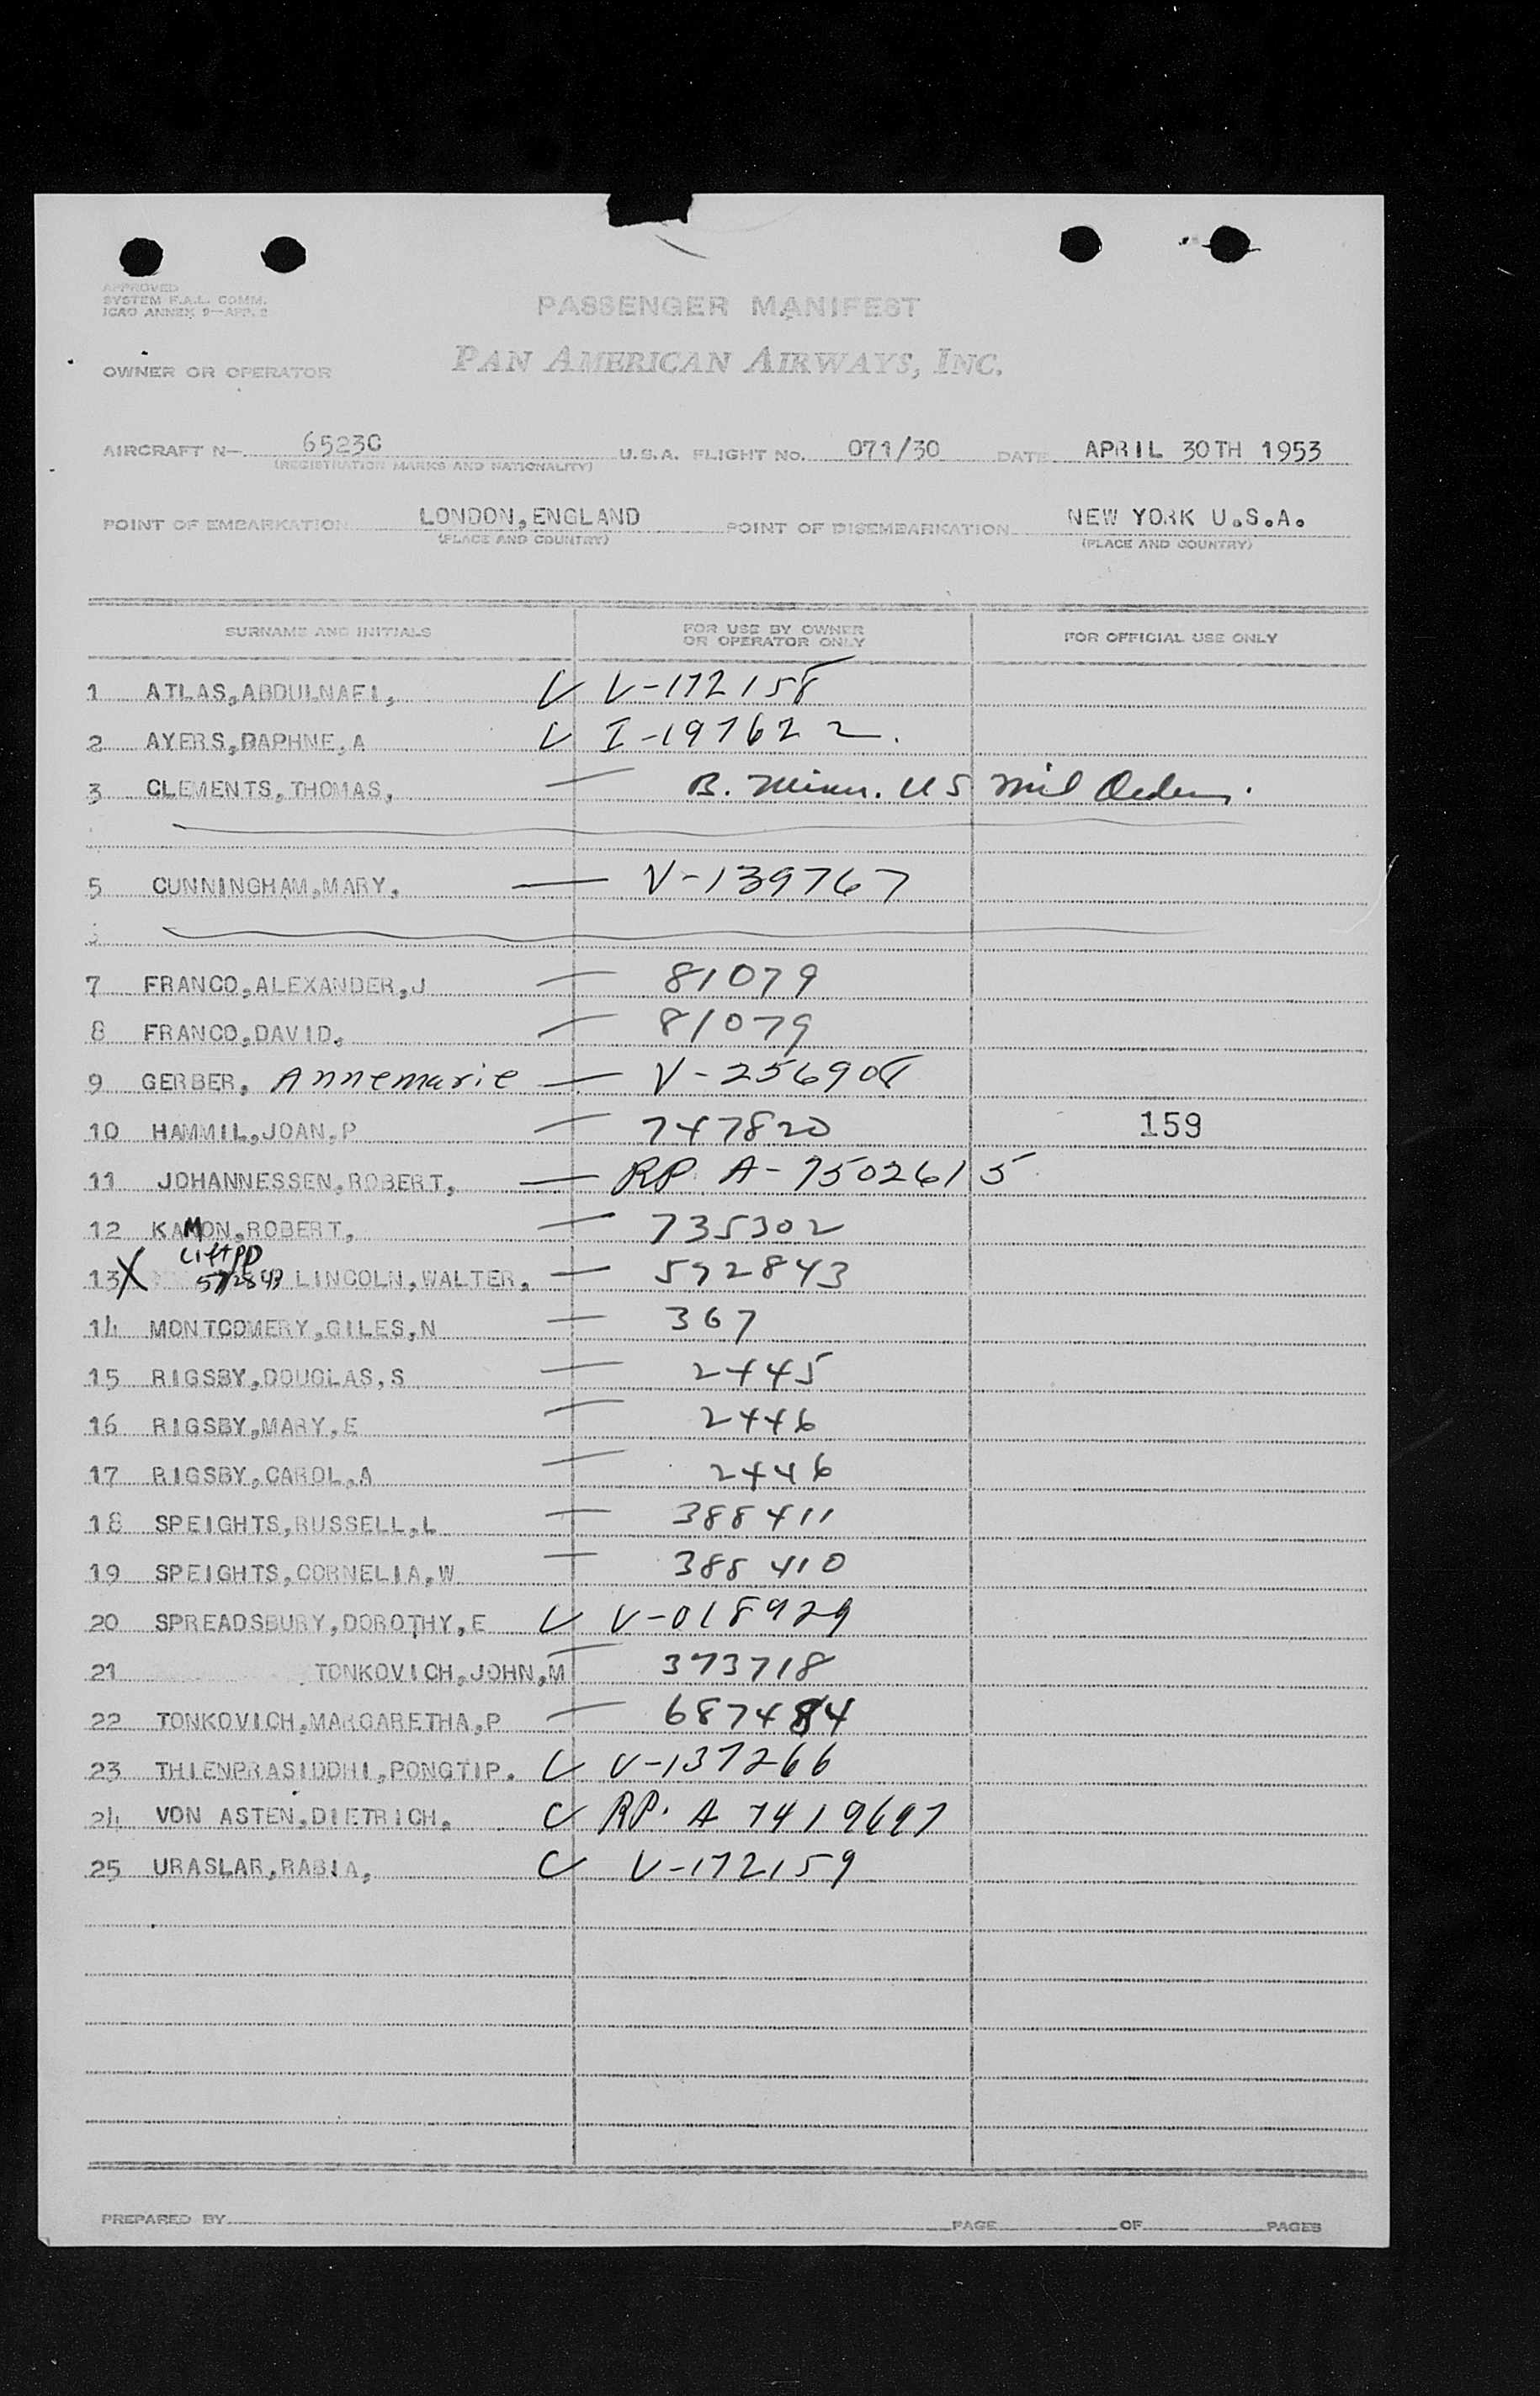 APPROVED
SYSTEM F.A.L. COMM.
ICAO ANNEX 9—APP. 2
PASSENGER MANIFEST
OWNER OR OPERATOR PAN AMERICAN AIRWAYS, INC.
AIRCRAFT N— 65230 U.S.A. FLIGHT NO. 071/30 DATE APRIL 30TH 1953
(REGISTRATION MARKS AND NATIONALITY)
POINT OF EMBARKATION LONDON,ENGLAND POINT OF DISEMBARKATION NEW YORK U.S.A.
(PLACE AND COUNTRY) (PLACE AND COUNTRY)
SURNAME AND INITIALS FOR USE BY OWNER OR OPERATOR ONLY FOR OFFICIAL USE ONLY
1 ATLAS,ABDULNAFI, V-172158
2 AYERS,DAPHNE,A I-197622.
3 CLEMENTS,THOMAS, B. US Mil
5 CUNNINGHAM,MARY, V-139767
7 FRANCO,ALEXANDER,J 81079
8 FRANCO,DAVID, 81079
9 GERBER, Annemarie V-256908
10 HAMMIL,JOAN,P 747820 159
11 JOHANNESSEN,ROBERT, RP A-7502615
12 KAMON,ROBERT, 735302
Lift PP
13 X 572843 LINCOLN,WALTER, 572843
14 MONTGOMERY,GILES,N 367
15 RIGSBY,DOUGLAS,S 2445
16 RIGSBY,MARY,E 2446
17 RIGSBY,CAROL,A 2446
18 SPEIGHTS,RUSSELL,L 388411
19 SPEIGHTS,CORNELIA,W 388410
20 SPREADSBURY,DOROTHY,E V-018929
21 TONKOVICH,JOHN,M 373718
22 TONKOVICH,MARGARETHA,P 687484
23 THIENPRASIDDHI,PONGTIP. V-137266
24 VON ASTEN,DIETRICH, RP. A 7419697
25 URASLAR,RABIA, V-172159
PREPARED BY PAGE OF PAGES